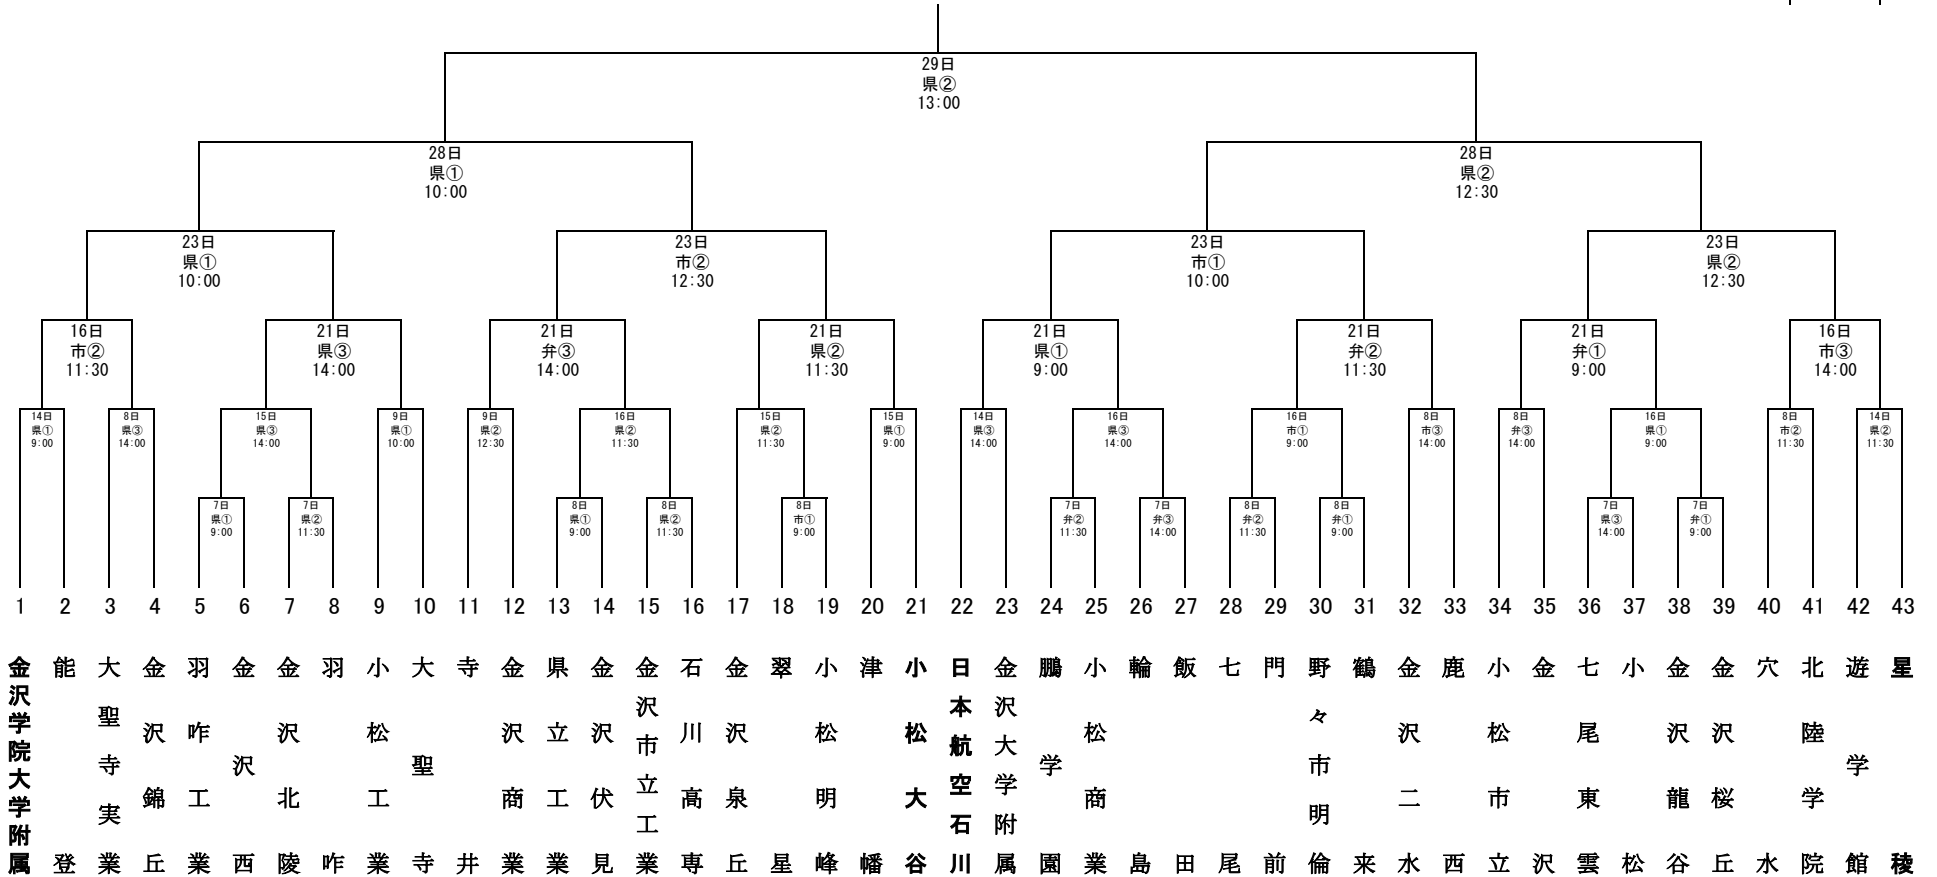 29日
県②
13:00
28日
県①
10:00
28日
県②
12:30
23日
県①
10:00
23日
市②
12:30
23日
市①
10:00
23日
県②
12:30
16日
市②
11:30
21日
県③
14:00
21日
弁③
14:00
21日
県②
11:30
21日
県①
9:00
21日
弁②
11:30
21日
弁①
9:00
16日
市③
14:00
14日
県①
9:00
8日
県③
14:00
15日
県③
14:00
9日
県①
10:00
9日
県②
12:30
16日
県②
11:30
15日
県②
11:30
15日
県①
9:00
14日
県③
14:00
16日
県③
14:00
16日
市①
9:00
8日
市③
14:00
8日
弁③
14:00
16日
県①
9:00
8日
市②
11:30
14日
県②
11:30
7日
県①
9:00
7日
県②
11:30
8日
県①
9:00
8日
県②
11:30
8日
市①
9:00
7日
弁②
11:30
7日
弁③
14:00
8日
弁②
11:30
8日
弁①
9:00
7日
県③
14:00
7日
弁①
9:00
1 2 3 4 5 6 7 8 9 10 11 12 13 14 15 16 17 18 19 20 21 22 23 24 25 26 27 28 29 30 31 32 33 34 35 36 37 38 39 40 41 42 43
金沢学院大学附属
能登
大聖寺実業
金沢錦丘
羽咋工業
金沢西
金沢北陵
羽咋
小松工業
大聖寺
寺井
金沢商業
県立工業
金沢伏見
金沢市立工業
石川高専
金沢泉丘
翠星
小松明峰
津幡
小松大谷
日本航空石川
金沢大学附属
鵬学園
小松商業
輪島
飯田
七尾
門前
野々市明倫
鶴来
金沢二水
鹿西
小松市立
金沢
七尾東雲
小松
金沢龍谷
金沢桜丘
穴水
北陸学院
遊学館
星稜